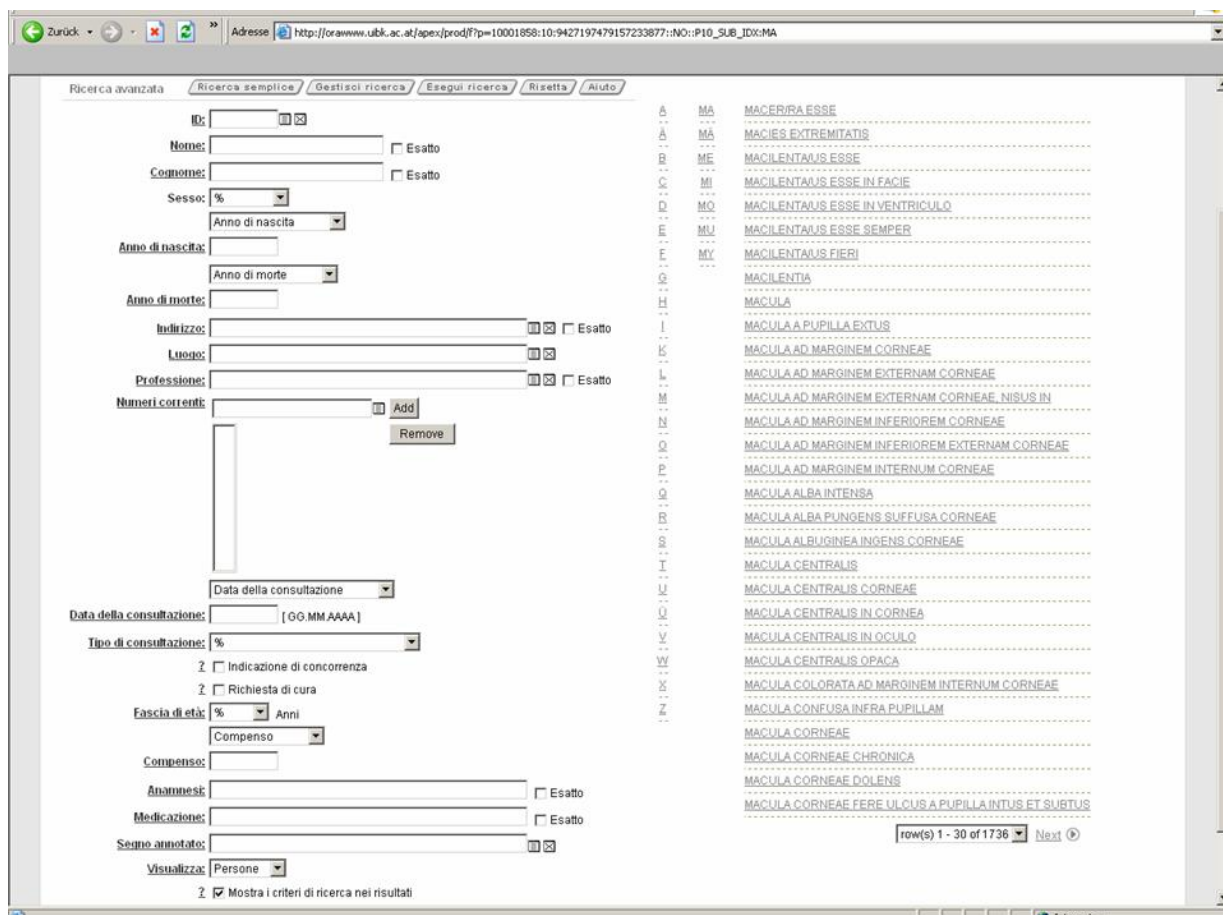 Zurück
»
Adresse http://orawww.uibk.ac.at/apex/prod/f?p=10001858:10:9427197479157233877::NO::P10_SUB_IDX:MA
Ricerca avanzata Ricerca semplice Gestisci ricerca Esegui ricerca Risetta Aiuto
ID:
Nome: Esatto
Cognome: Esatto
Sesso: %
Anno di nascita
Anno di nascita:
Anno di morte
Anno di morte:
Indirizzo: Esatto
Luogo:
Professione: Esatto
Numeri correnti: Add
Remove
Data della consultazione
Data della consultazione: [ GG.MM.AAAA ]
Tipo di consultazione: %
? Indicazione di concorrenza
? Richiesta di cura
Fascia di età: % Anni
Compenso
Compenso:
Anamnesi: Esatto
Medicazione: Esatto
Segno annotato:
Visualizza: Persone
? Mostra i criteri di ricerca nei risultati
A
Ä
B
C
D
E
F
G
H
I
K
L
M
N
O
P
Q
R
S
T
U
Ü
V
W
X
Z
MA
MÄ
ME
MI
MO
MU
MY
MACER/RA ESSE
MACIES EXTREMITATIS
MACILENTA/US ESSE
MACILENTA/US ESSE IN FACIE
MACILENTA/US ESSE IN VENTRICULO
MACILENTA/US ESSE SEMPER
MACILENTA/US FIERI
MACILENTIA
MACULA
MACULA A PUPILLA EXTUS
MACULA AD MARGINEM CORNEAE
MACULA AD MARGINEM EXTERNAM CORNEAE
MACULA AD MARGINEM EXTERNAM CORNEAE, NISUS IN
MACULA AD MARGINEM INFERIOREM CORNEAE
MACULA AD MARGINEM INFERIOREM EXTERNAM CORNEAE
MACULA AD MARGINEM INTERNUM CORNEAE
MACULA ALBA INTENSA
MACULA ALBA PUNGENS SUFFUSA CORNEAE
MACULA ALBUGINEA INGENS CORNEAE
MACULA CENTRALIS
MACULA CENTRALIS CORNEAE
MACULA CENTRALIS IN CORNEA
MACULA CENTRALIS IN OCULO
MACULA CENTRALIS OPACA
MACULA COLORATA AD MARGINEM INTERNUM CORNEAE
MACULA CONFUSA INFRA PUPILLAM
MACULA CORNEAE
MACULA CORNEAE CHRONICA
MACULA CORNEAE DOLENS
MACULA CORNEAE FERE ULCUS A PUPILLA INTUS ET SUBTUS
row(s) 1 - 30 of 1736 Next